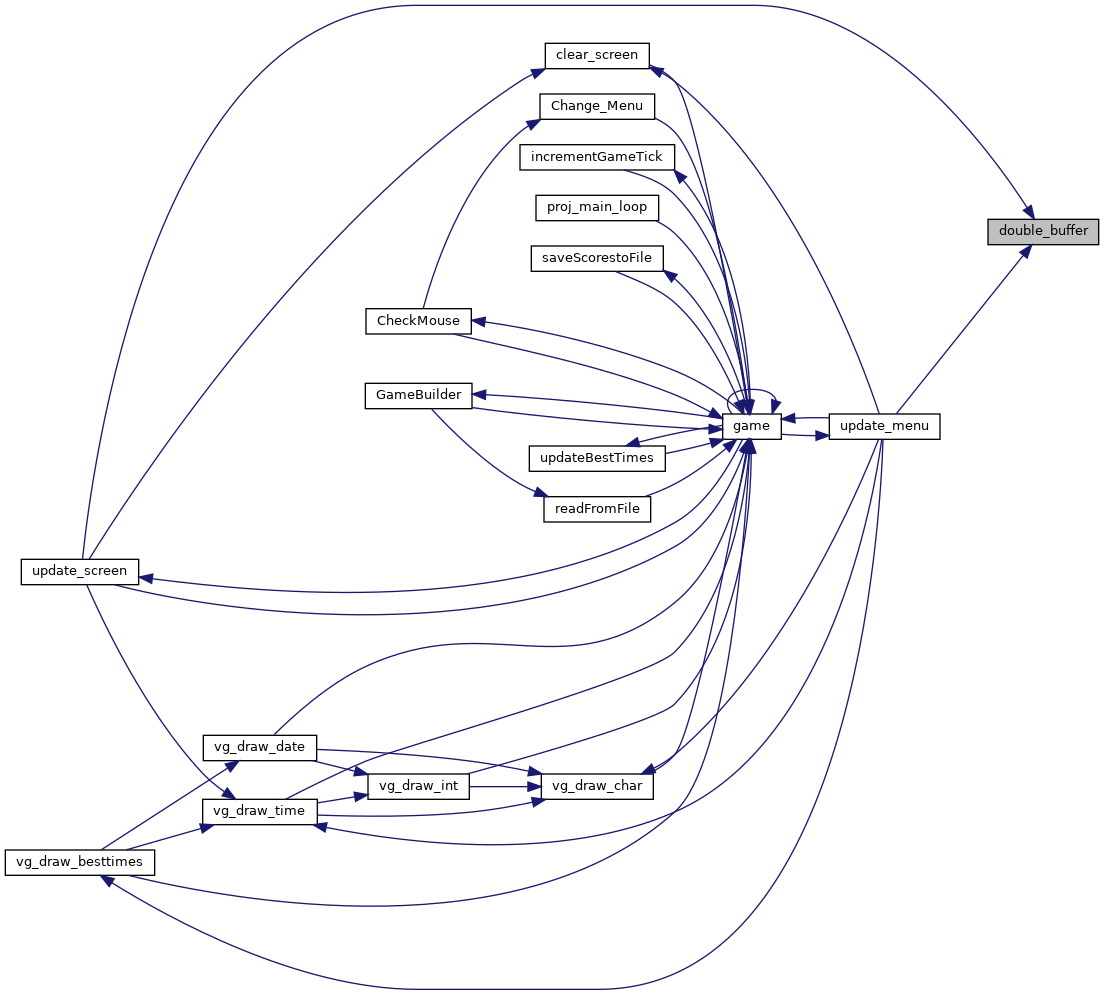 clear_screen
Change_Menu
incrementGameTick
proj_main_loop
double_buffer
saveScorestoFile
CheckMouse
GameBuilder
game
update_menu
updateBestTimes
readFromFile
update_screen
vg_draw_date
vg_draw_int
vg_draw_char
vg_draw_time
vg_draw_besttimes